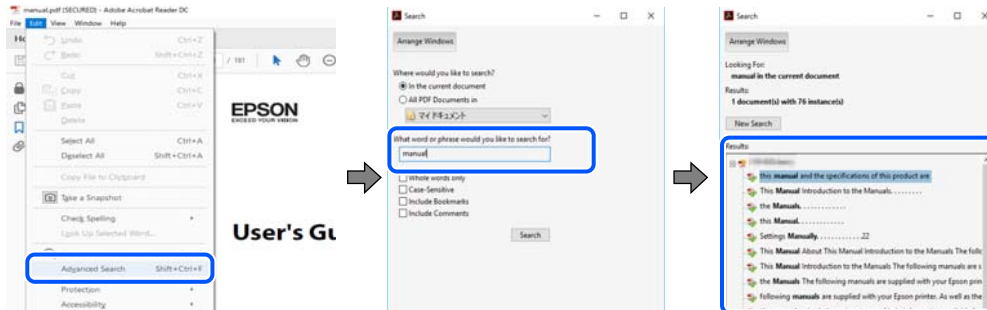 manual.pdf (SECURED) - Adobe Acrobat Reader DC
File Edit View Window Help
Undo Ctrl+Z
Shift+Ctrl+Z
Cut Ctrl+X
Copy Ctrl+C
Paste Ctrl+V
Delete
Select All Ctrl+A
Deselect All Shift+Ctrl+A
Copy File to Clipboard
Take a Snapshot
Check Spelling
Look Up Selected Word...
Advanced Search Shift+Ctrl+F
Protection
Accessibility
/ 181
EPSON
EXCEED YOUR VISION
User's Gu
Search
Arrange Windows
Where would you like to search?
In the current document
All PDF Documents in
マイドキュメント
What word or phrase would you like to search for?
manual
Whole words only
Case-Sensitive
Include Bookmarks
Include Comments
Search
Search
Arrange Windows
Looking For:
manual in the current document
Results:
1 document(s) with 76 instance(s)
New Search
Results:
this manual and the specifications of this product are
This Manual Introduction to the Manuals. . . . . . . . .
the Manuals. . . . . . . . . . . . .
this Manual. . . . . . . . . . . . .
Settings Manually. . . . . . . . . . . . .22
This Manual About This Manual Introduction to the Manuals The follo
This Manual Introduction to the Manuals The following manuals are s
the Manuals The following manuals are supplied with your Epson prin
following manuals are supplied with your Epson printer. As well as the